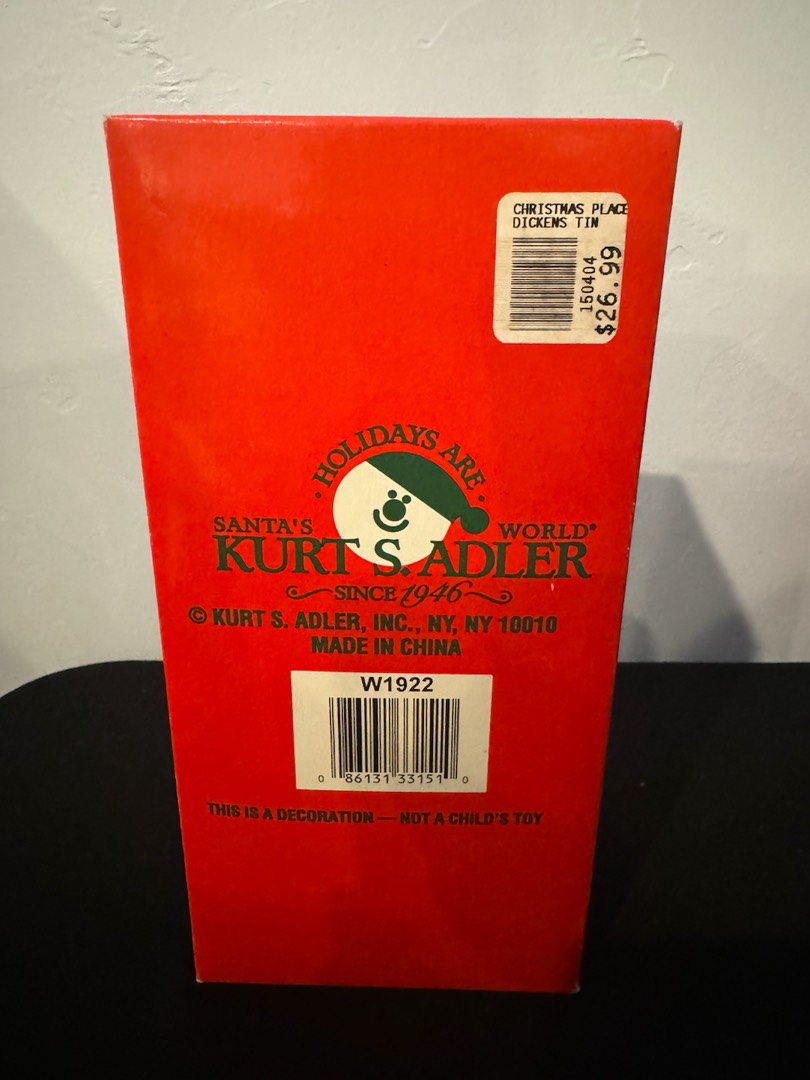 CHRISTMAS PLACE
DICKENS TIN
150404
$26.99
HOLIDAYS ARE
SANTA'S WORLD®
KURT S. ADLER
SINCE 1946
© KURT S. ADLER, INC., NY, NY 10010
MADE IN CHINA
W1922
0 86131 33151 0
THIS IS A DECORATION — NOT A CHILD'S TOY